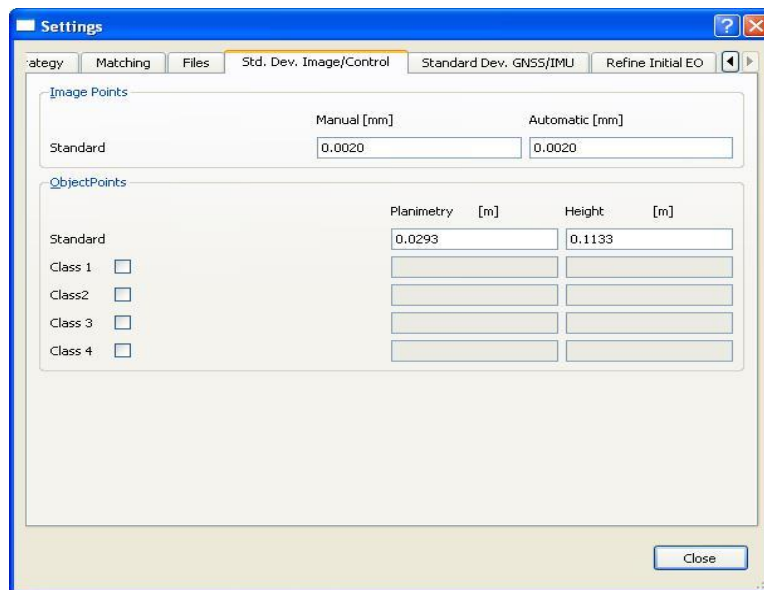 Settings
ategy Matching Files Std. Dev. Image/Control Standard Dev. GNSS/IMU Refine Initial EO
Image Points
Manual [mm] Automatic [mm]
Standard 0.0020 0.0020
ObjectPoints
Planimetry [m] Height [m]
Standard 0.0293 0.1133
Class 1
Class2
Class 3
Class 4
Close